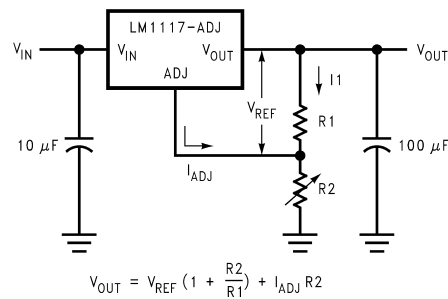 LM1117-ADJ
V_IN
V_IN
V_OUT
V_OUT
ADJ
I1
V_REF
R1
10 μF
100 μF
I_ADJ
R2
V_OUT = V_REF (1 + R2/R1) + I_ADJ R2